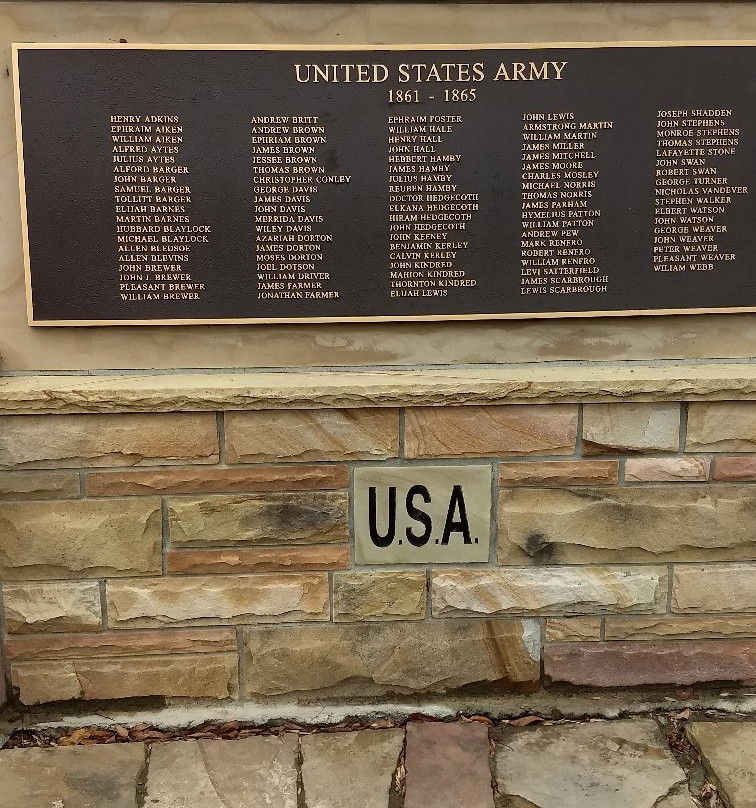 UNITED STATES ARMY
1861 - 1865
HENRY ADKINS
EPHRAIM AIKEN
WILLIAM AIKEN
ALFRED AYTES
JULIUS AYTES
ALFORD BARGER
JOHN BARGER
SAMUEL BARGER
TOLLITT BARGER
ELIJAH BARNES
MARTIN BARNES
HUBBARD BLAYLOCK
MICHAEL BLAYLOCK
ALLEN BLEDSOE
ALLEN BLEVINS
JOHN BREWER
JOHN J. BREWER
PLEASANT BREWER
WILLIAM BREWER
ANDREW BRITT
ANDREW BROWN
EPHRIAM BROWN
JAMES BROWN
JESSEE BROWN
THOMAS BROWN
CHRISTOPHER CONLEY
GEORGE DAVIS
JAMES DAVIS
JOHN DAVIS
MERRIDA DAVIS
WILEY DAVIS
AZARIAH DORTON
JAMES DORTON
MOSES DORTON
JOEL DOTSON
WILLIAM DRIVER
JAMES FARMER
JONATHAN FARMER
EPHRAIM FOSTER
WILLIAM HALE
HENRY HALL
JOHN HALL
HEBBERT HAMBY
JAMES HAMBY
JULIUS HAMBY
REUBEN HAMBY
DOCTOR HEDGECOTH
ELKANA HEDGECOTH
HIRAM HEDGECOTH
JOHN HEDGECOTH
JOHN KEENEY
BENJAMIN KERLEY
CALVIN KERLEY
JOHN KINDRED
MAHION KINDRED
THORNTON KINDRED
ELIJAH LEWIS
JOHN LEWIS
ARMSTRONG MARTIN
WILLIAM MARTIN
JAMES MILLER
JAMES MITCHELL
JAMES MOORE
CHARLES MOSLEY
MICHAEL NORRIS
THOMAS NORRIS
JAMES PARHAM
HYMELIUS PATTON
WILLIAM PATTON
ANDREW PEW
MARK RENFRO
ROBERT RENFRO
WILLIAM RENFRO
LEVI SATTERFIELD
JAMES SCARBROUGH
LEWIS SCARBROUGH
JOSEPH SHADDEN
JOHN STEPHENS
MONROE STEPHENS
THOMAS STEPHENS
LAFAYETTE STONE
JOHN SWAN
ROBERT SWAN
GEORGE TURNER
NICHOLAS VANDEVER
STEPHEN WALKER
ELBERT WATSON
JOHN WATSON
GEORGE WEAVER
JOHN WEAVER
PETER WEAVER
PLEASANT WEAVER
WILIAM WEBB
U.S.A.